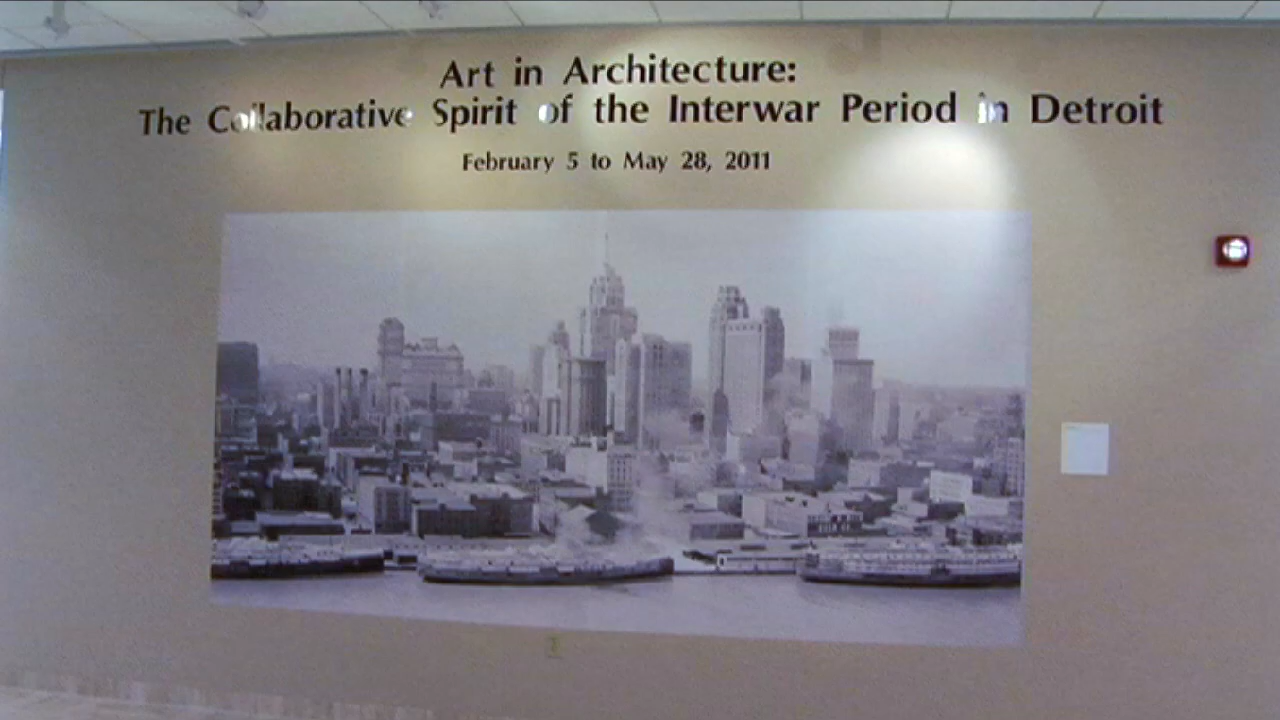 Art in Architecture:
The Collaborative Spirit of the Interwar Period in Detroit
February 5 to May 28, 2011